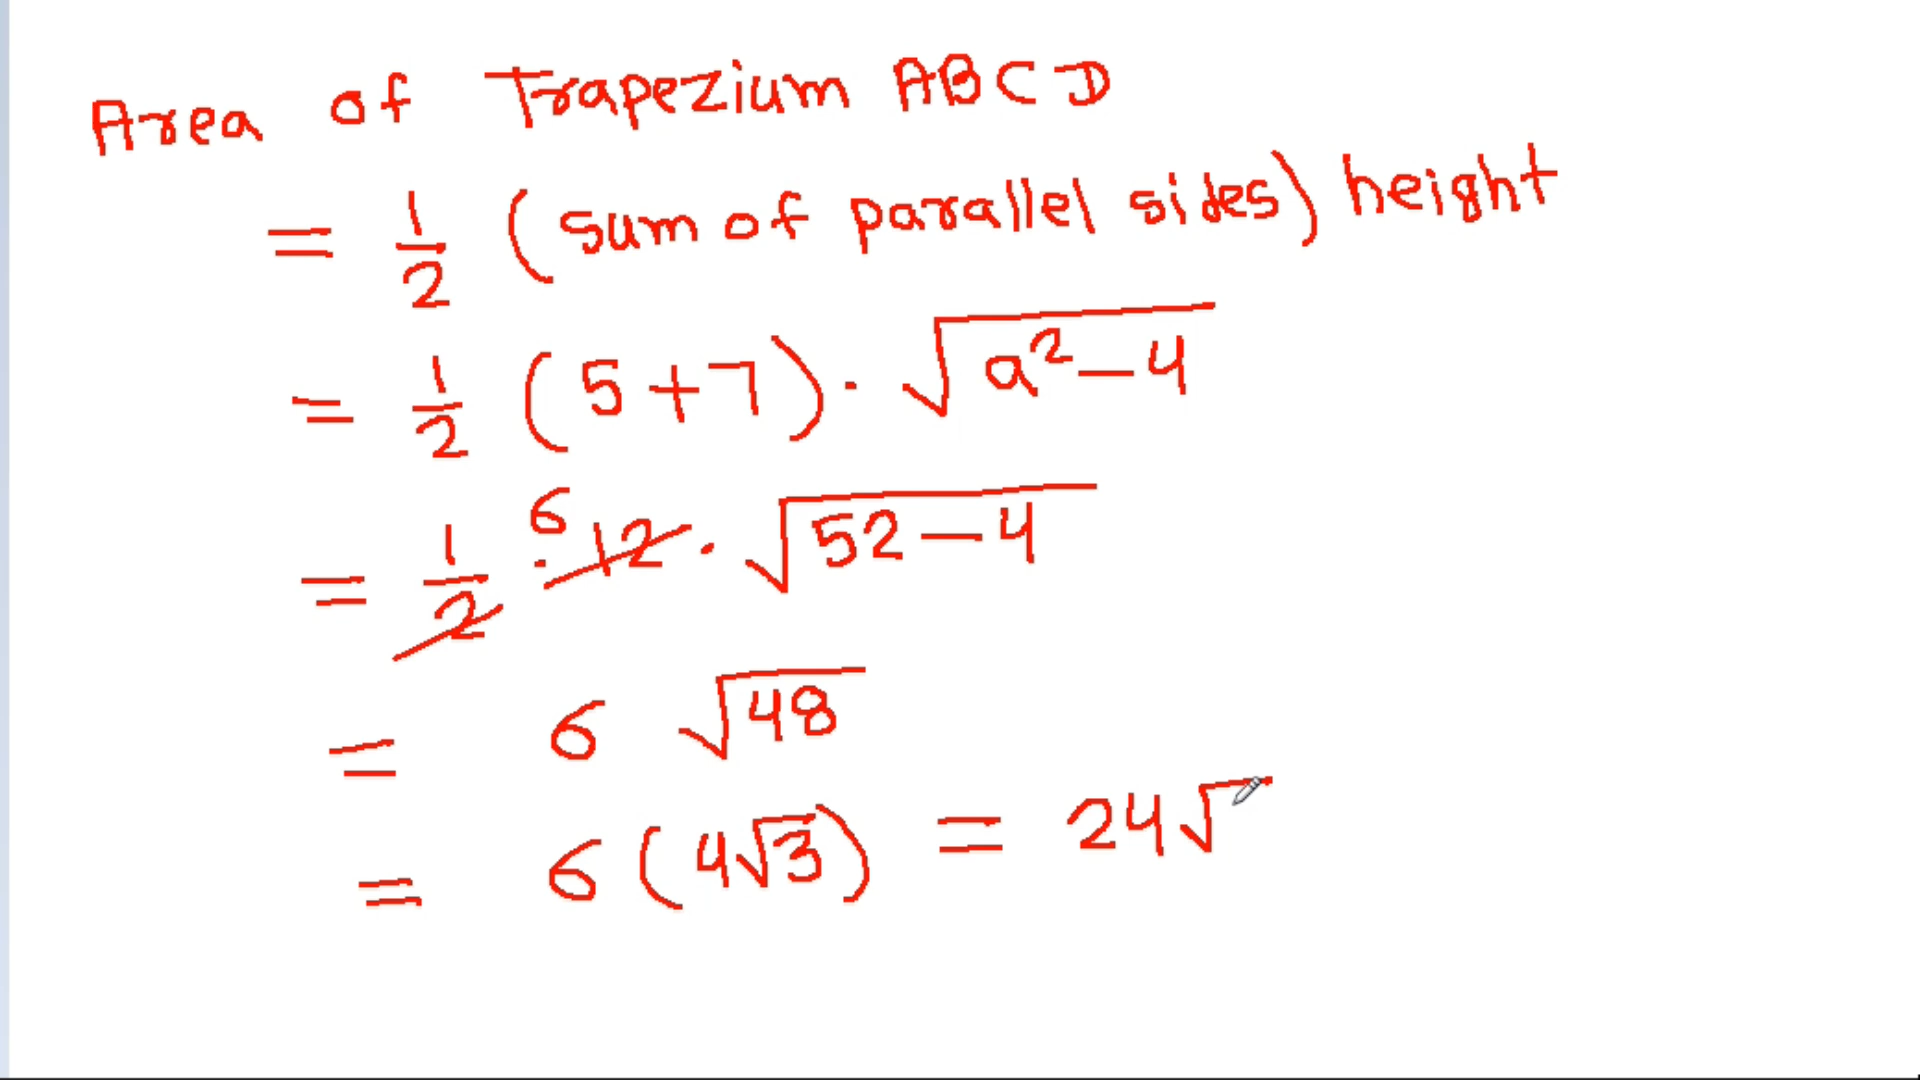 Area of Trapezium ABCD
= 1/2 (sum of parallel sides) height
= 1/2 (5+7) . √(a²-4)
= 1/2 . 12 6 . √(52-4)
= 6 √48
= 6 (4√3) = 24√